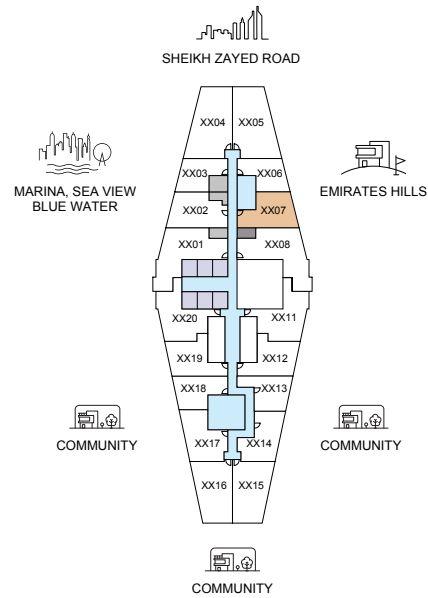 SHEIKH ZAYED ROAD
XX04 XX05
XX03 XX06
MARINA, SEA VIEW
BLUE WATER
EMIRATES HILLS
XX02 XX07
XX01 XX08
XX20 XX11
XX19 XX12
XX18 XX13
COMMUNITY
COMMUNITY
XX17 XX14
XX16 XX15
COMMUNITY